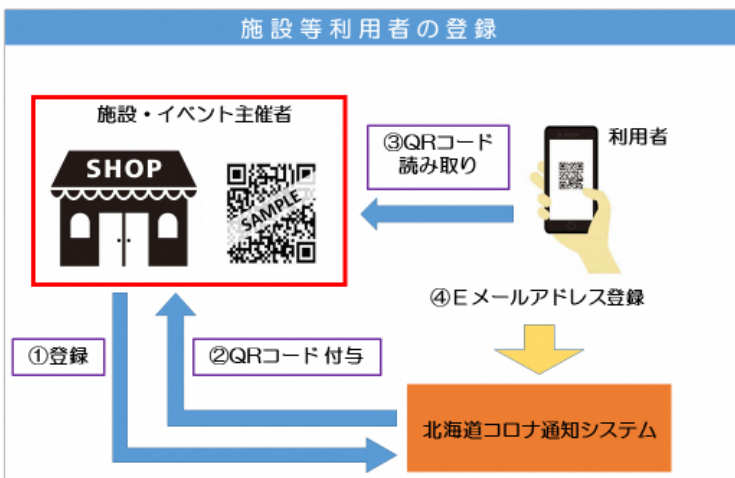 施設等利用者の登録
施設・イベント主催者
SHOP
SAMPLE
③QRコード
読み取り
利用者
④Eメールアドレス登録
①登録
②QRコード 付与
北海道コロナ通知システム